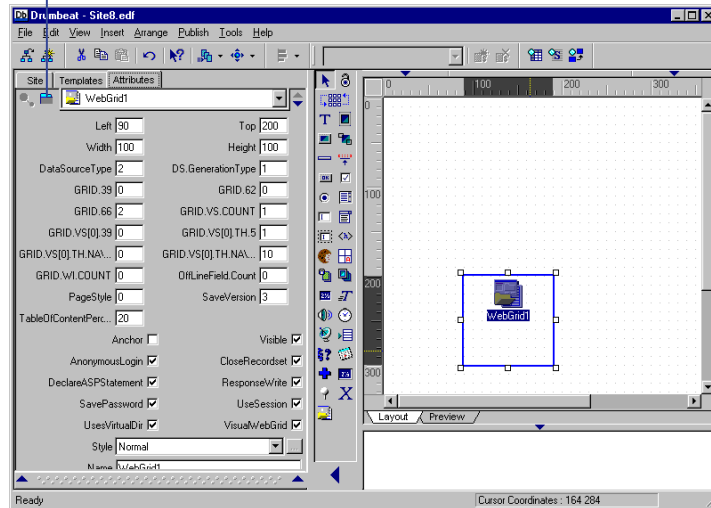 Drumbeat - Site8.edf
File Edit View Insert Arrange Publish Tools Help
Site Templates Attributes
WebGrid1
Left 90 Top 200
Width 100 Height 100
DataSourceType 2 DS.GenerationType 1
GRID.39 0 GRID.62 0
GRID.66 2 GRID.VS.COUNT 1
GRID.VS[0].39 0 GRID.VS[0].TH.5 1
GRID.VS[0].TH.NA\... 0 GRID.VS[0].TH.NA\... 10
GRID.WI.COUNT 0 OffLineField.Count 0
PageStyle 0 SaveVersion 3
TableOfContentPerc... 20
Anchor Visible
AnonymousLogin CloseRecordset
DeclareASPStatement ResponseWrite
SavePassword UseSession
UsesVirtualDir VisualWebGrid
Style Normal
Name WebGrid1
0 100 200 300
0
100
200
300
WebGrid1
Layout Preview
Ready Cursor Coordinates : 164 284